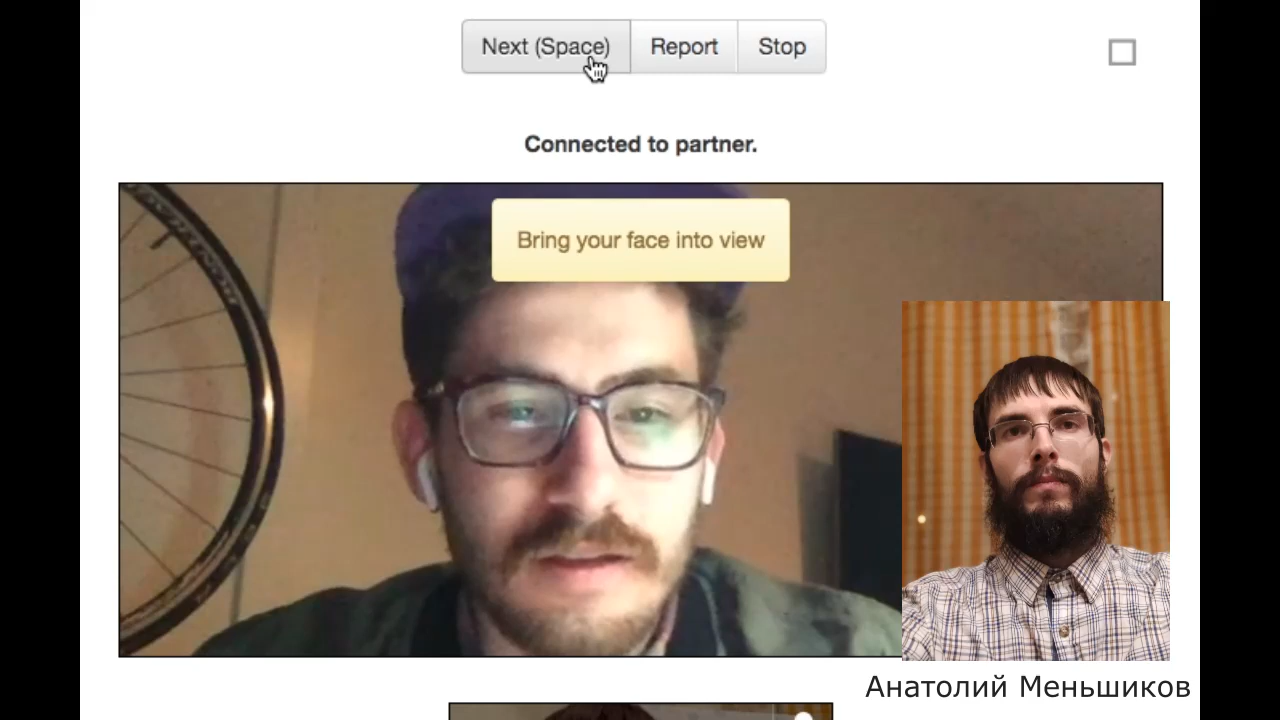 Next (Space) Report Stop
Connected to partner.
Bring your face into view
Анатолий Меньшиков